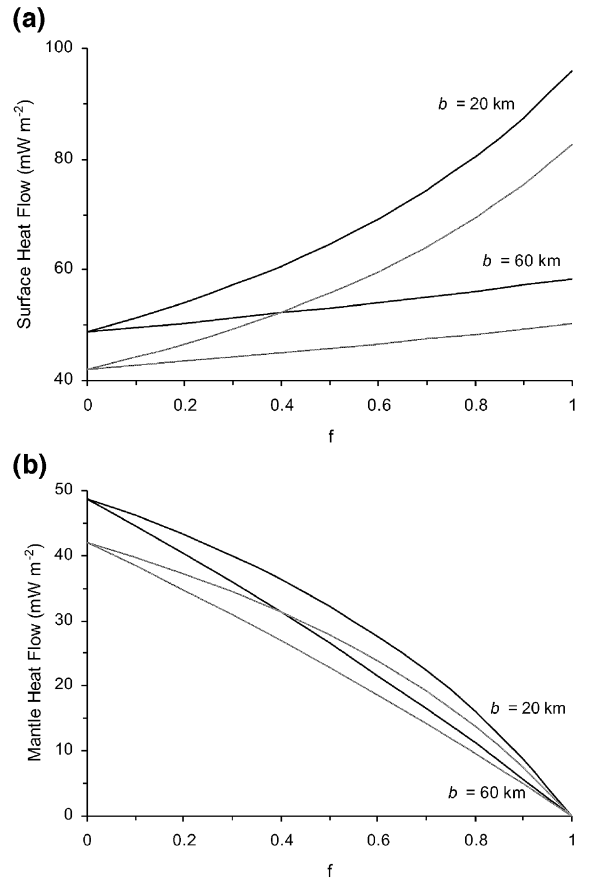 (a)
100
80
60
40
Surface Heat Flow (mW m-2)
b = 20 km
b = 60 km
0 0.2 0.4 0.6 0.8 1
f
(b)
50
40
30
20
10
0
Mantle Heat Flow (mW m-2)
b = 20 km
b = 60 km
0 0.2 0.4 0.6 0.8 1
f